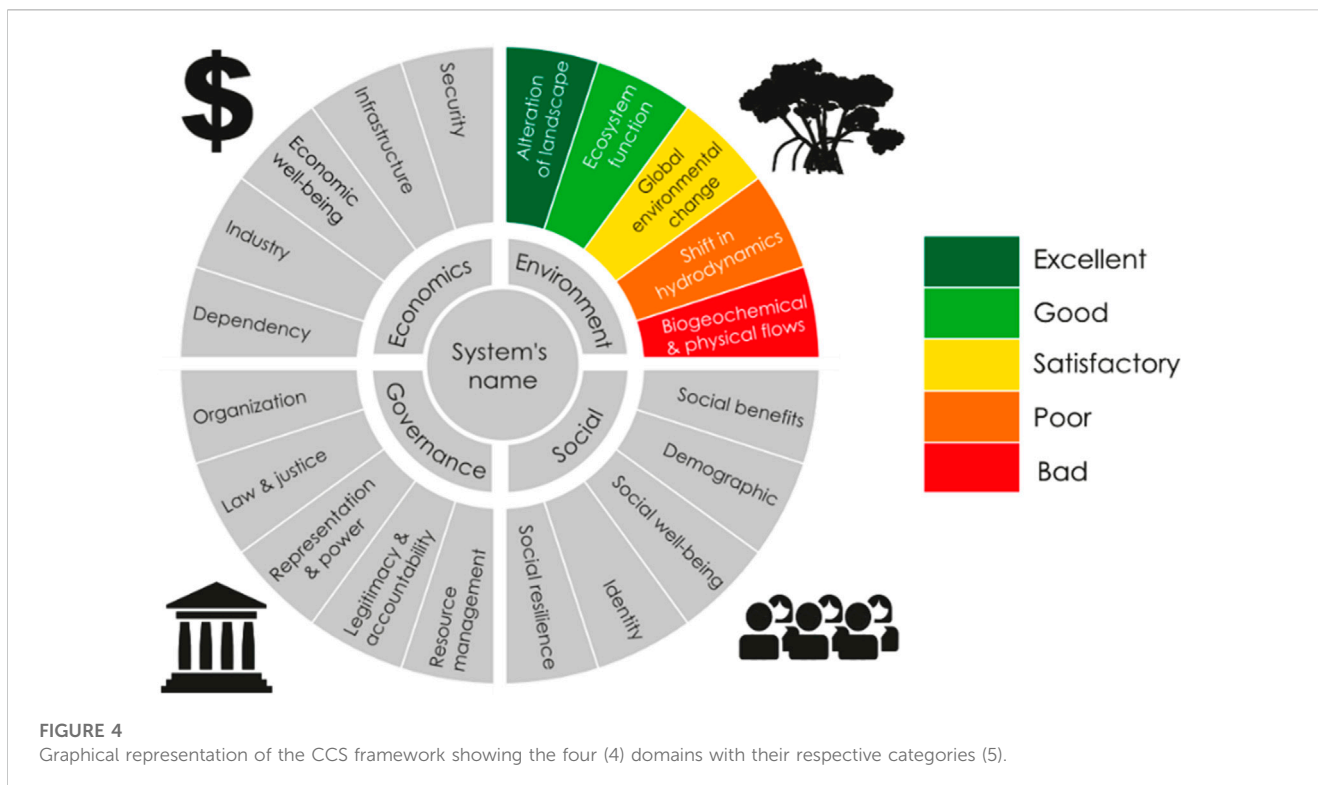 $
Security
Infrastructure
Economic
well-being
Industry
Dependency
Alteration
of landscape
Ecosystem
function
Global
environmental
change
Shift in
hydrodynamics
Biogeochemical
& physical flows
Economics
Environment
System's
name
Governance
Social
Organization
Law & justice
Representation
& power
Legitimacy &
accountability
Resource
management
Social benefits
Demographic
Social well-being
Identity
Social resilience
Excellent
Good
Satisfactory
Poor
Bad
FIGURE 4
Graphical representation of the CCS framework showing the four (4) domains with their respective categories (5).